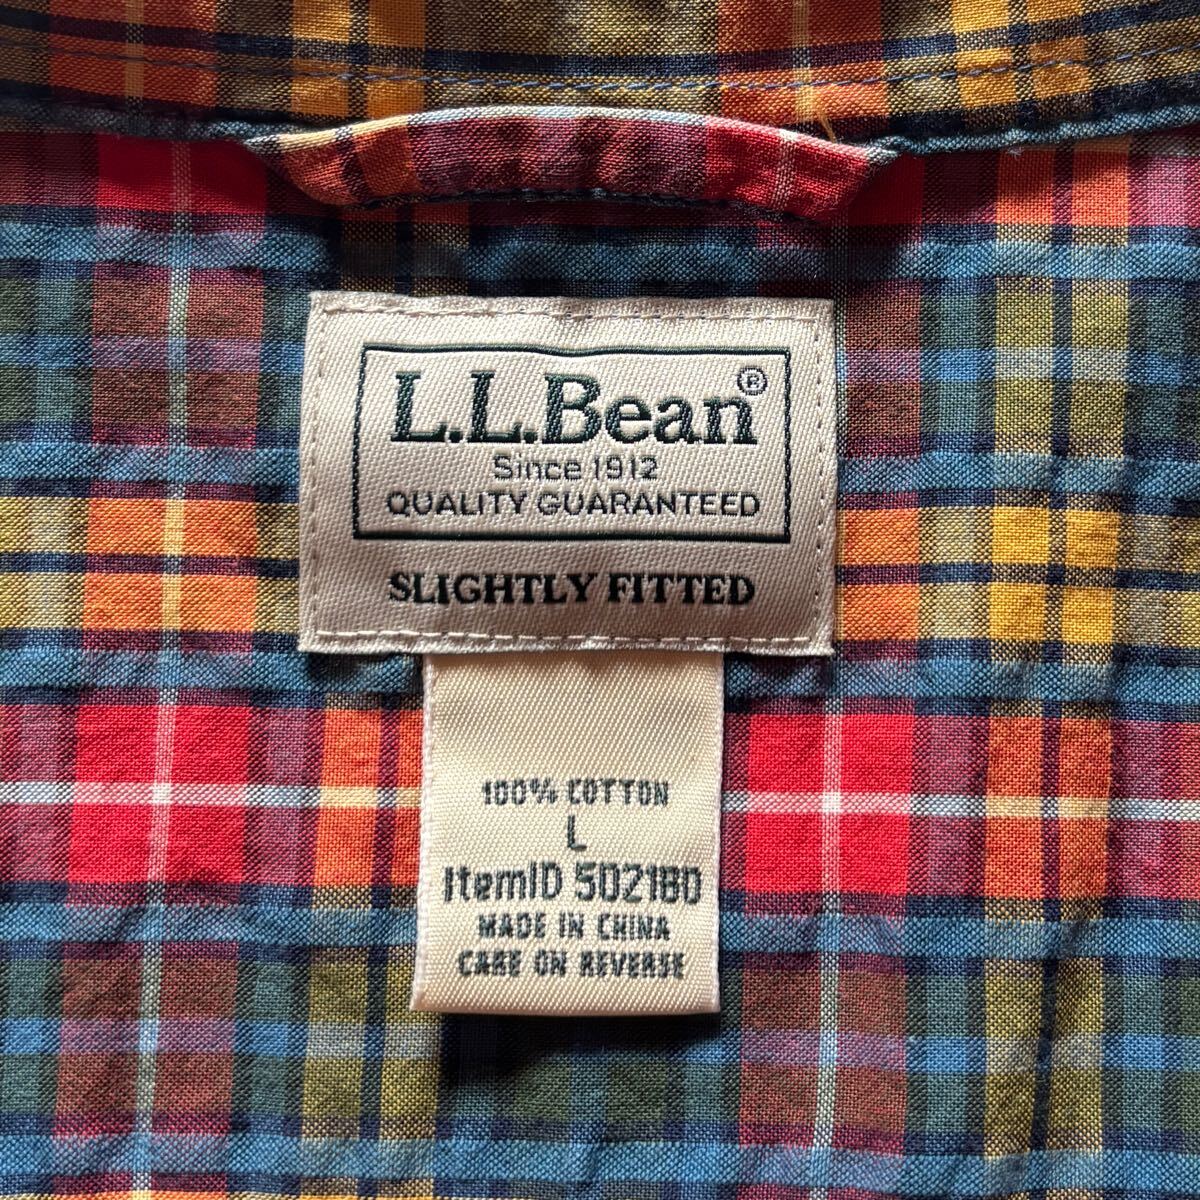 L.L.Bean®
Since 1912
QUALITY GUARANTEED
SLIGHTLY FITTED
100% COTTON
L
ItemID 502180
MADE IN CHINA
CARE ON REVERSE